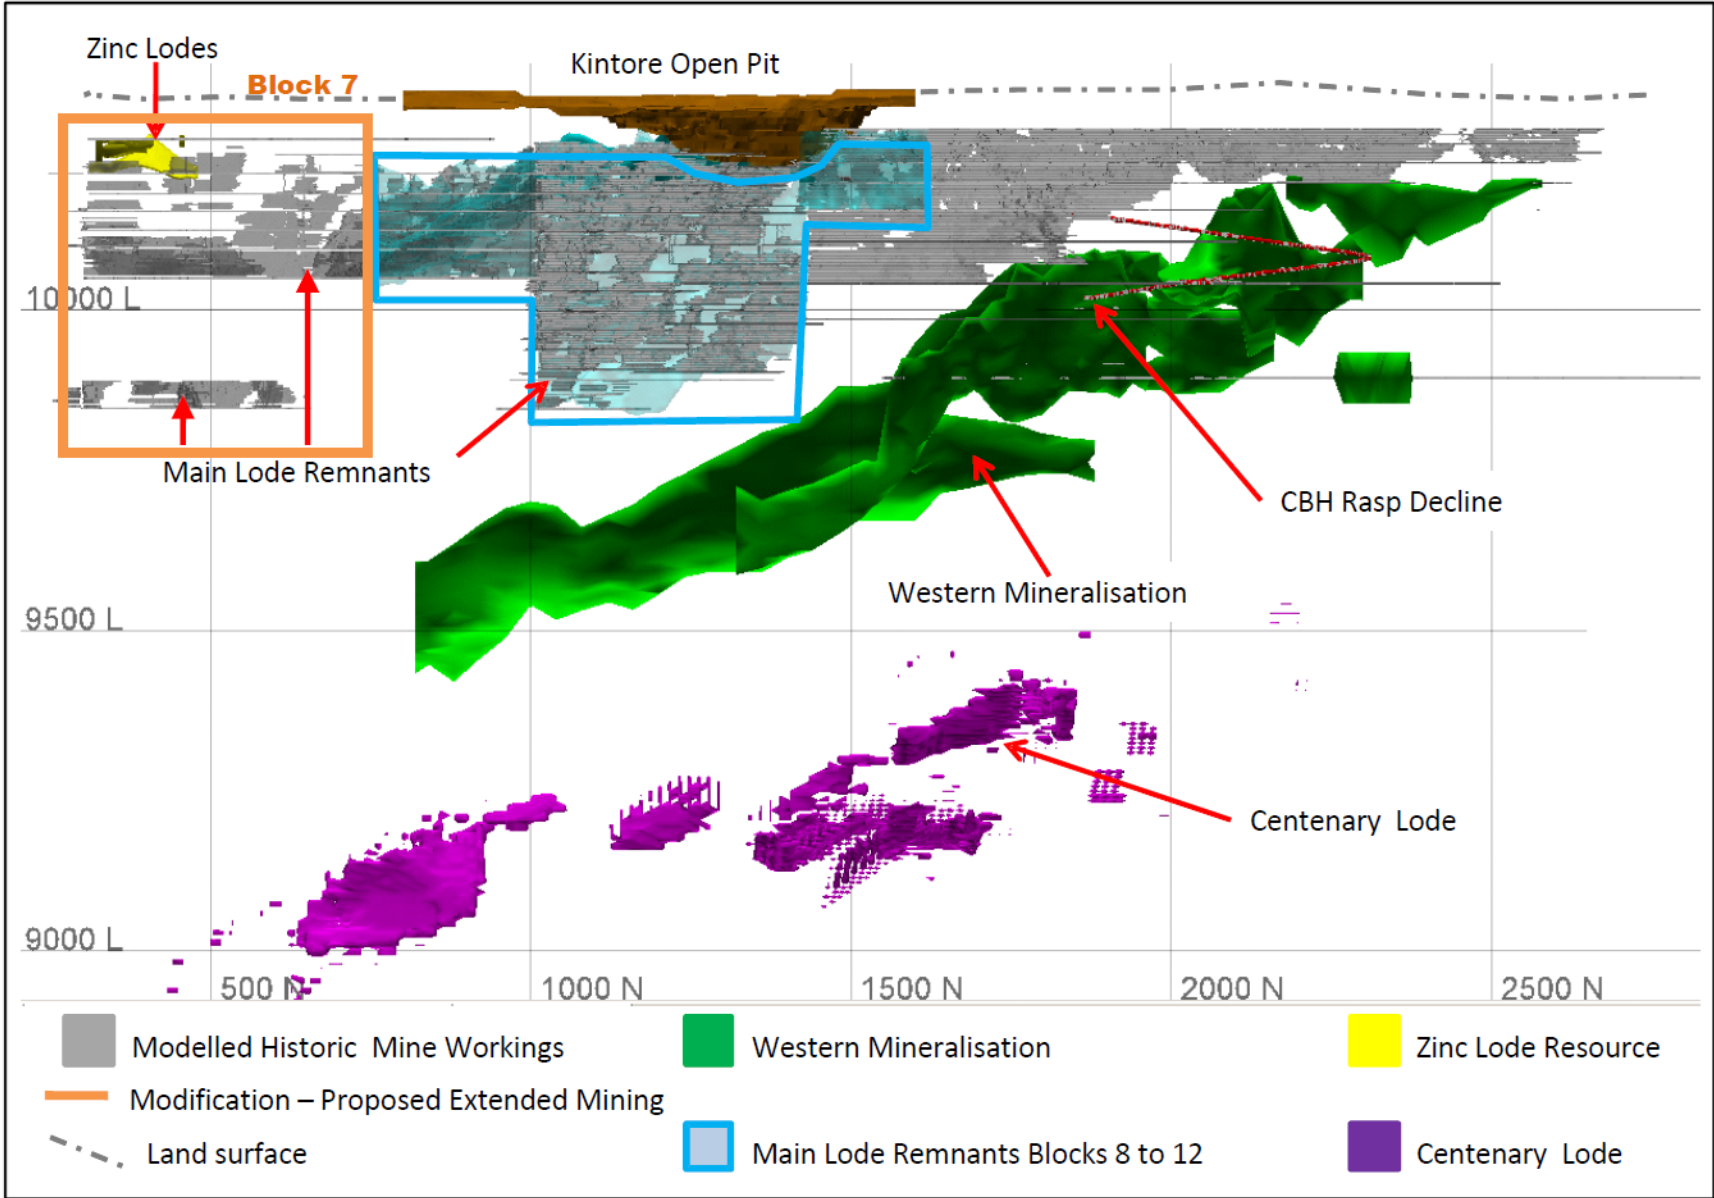 Zinc Lodes
Block 7
Kintore Open Pit
10000 L
Main Lode Remnants
CBH Rasp Decline
Western Mineralisation
9500 L
Centenary Lode
9000 L
500 N
1000 N
1500 N
2000 N
2500 N
Modelled Historic Mine Workings
Western Mineralisation
Zinc Lode Resource
Modification – Proposed Extended Mining
Land surface
Main Lode Remnants Blocks 8 to 12
Centenary Lode